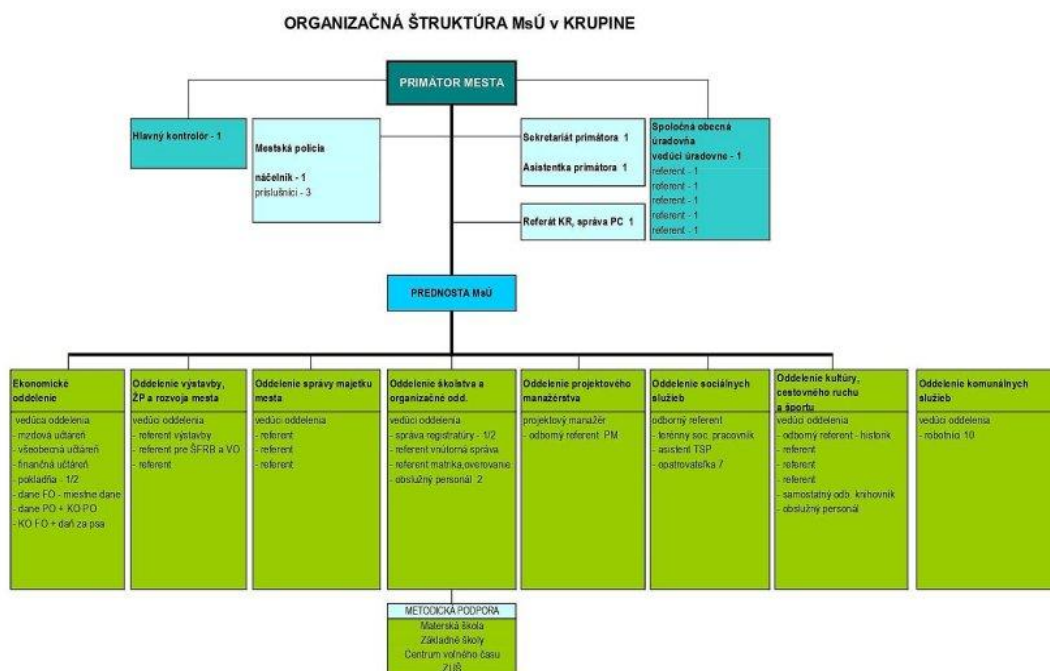 ORGANIZAČNÁ ŠTRUKTÚRA MsÚ v KRUPINE
PRIMÁTOR MESTA
Hlavný kontrolór - 1
Mestská polícia
náčelník - 1
príslušníci - 3
Sekretariát primátora 1
Asistentka primátora 1
Referát KR, správa PC 1
Spoločná obecná
úradovňa
vedúci úradovne - 1
referent - 1
referent - 1
referent - 1
referent - 1
referent - 1
PREDNOSTA MsÚ
Ekonomické
oddelenie
vedúca oddelenia
- mzdová učtáreň
- všeobecná učtáreň
- finančná učtáreň
- pokladňa - 1/2
- dane FO - miestne dane
- dane PO + KO PO
- KO FO + daň za psa
Oddelenie výstavby,
ŽP a rozvoja mesta
vedúci oddelenia
- referent výstavby
- referent pre ŠFRB a VO
- referent
Oddelenie správy majetku
mesta
vedúci oddelenia
- referent
- referent
- referent
Oddelenie školstva a
organizačné odd.
vedúci oddelenia
- správa registratúry - 1/2
- referent vnútorná správa
- referent matrika,overovanie
- obslužný personál 2
Oddelenie projektového
manažérstva
projektový manažér
- odborný referent PM
Oddelenie sociálnych
služieb
odborný referent
- terénny soc. pracovník
- asistent TSP
- opatrovateľka 7
Oddelenie kultúry,
cestovného ruchu
a športu
vedúci oddelenia
- odborný referent - historik
- referent
- referent
- referent
- samostatný odb. knihovník
- obslužný personál
Oddelenie komunálnych
služieb
vedúci oddelenia
- robotníci 10
METODICKÁ PODPORA
Materská škola
Základné školy
Centrum voľného času
ZUŠ